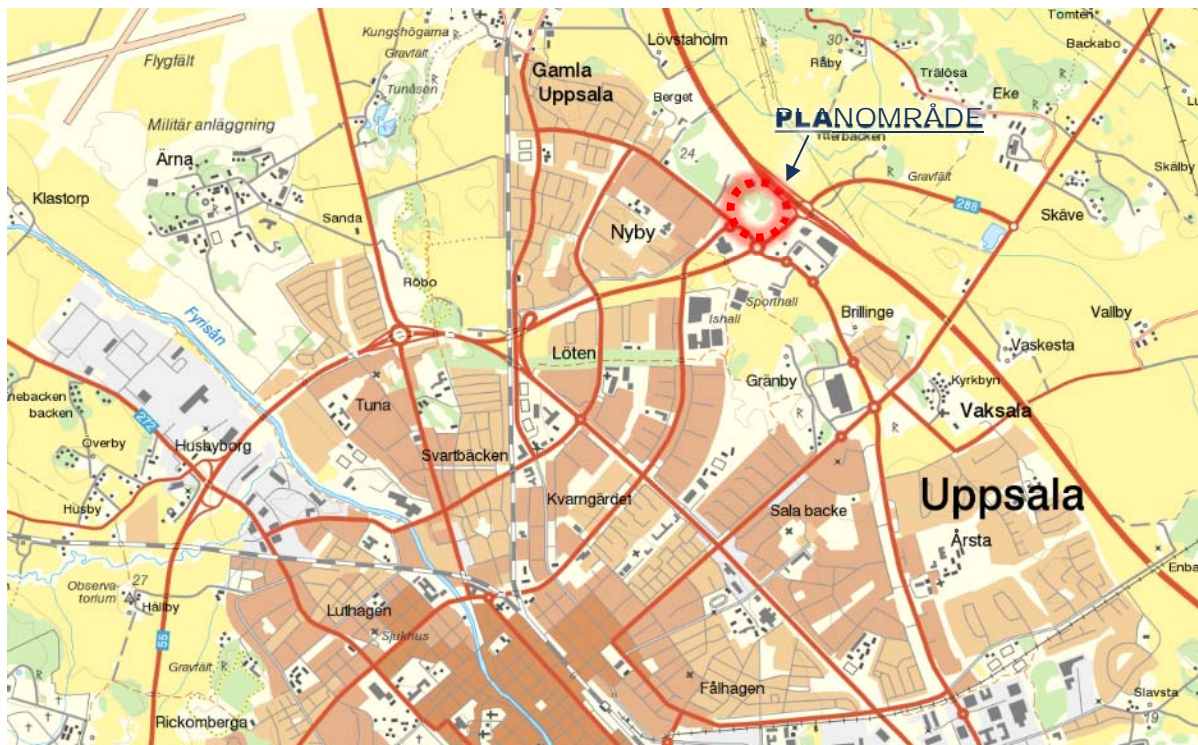 Kungshögarna
Gravfält
Flygfält
Tunåsen
Gamla
Uppsala
Lövstaholm
30
Råby
Tomten
Backabo
Trälösa
Eke
Berget
PLANOMRÅDE
Ytterbacken
Militär anläggning
Ärna
24
Skälby
Gravfält
Klastorp
Sanda
288
Skäve
Nyby
Röbo
Fyrisån
Sporthall
Ishall
Brillinge
Vallby
Löten
Vaskesta
Gränby
Kyrkbyn
nebacken
backen
Tuna
Vaksala
272
Överby
Husbyborg
Svartbäcken
Kvarngärdet
Uppsala
Husby
Sala backe
Årsta
Observa-
torium
27
Hällby
Enba
Luthagen
Sjukhus
55
Gravfält
Fålhagen
Slavsta
Rickomberga
19